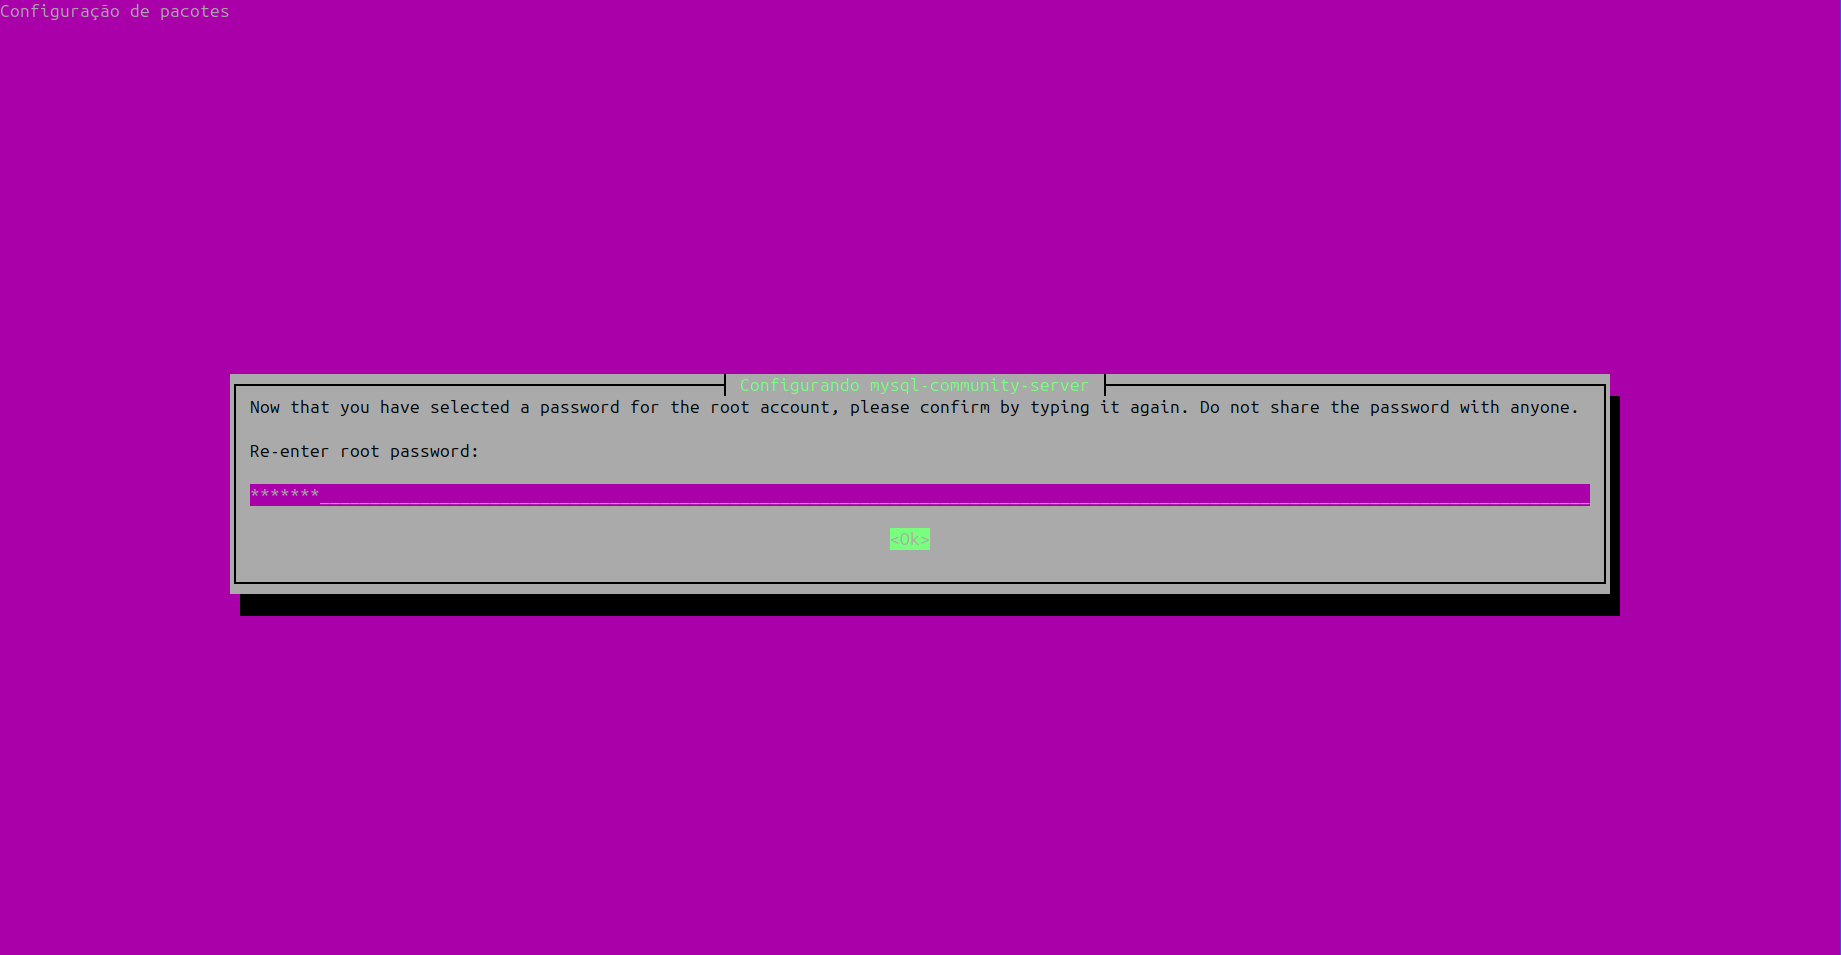 Configuração de pacotes
Configurando mysql-community-server
Now that you have selected a password for the root account, please confirm by typing it again. Do not share the password with anyone.
Re-enter root password:
*******_______________________________________________________________________________________________________________________________
<Ok>